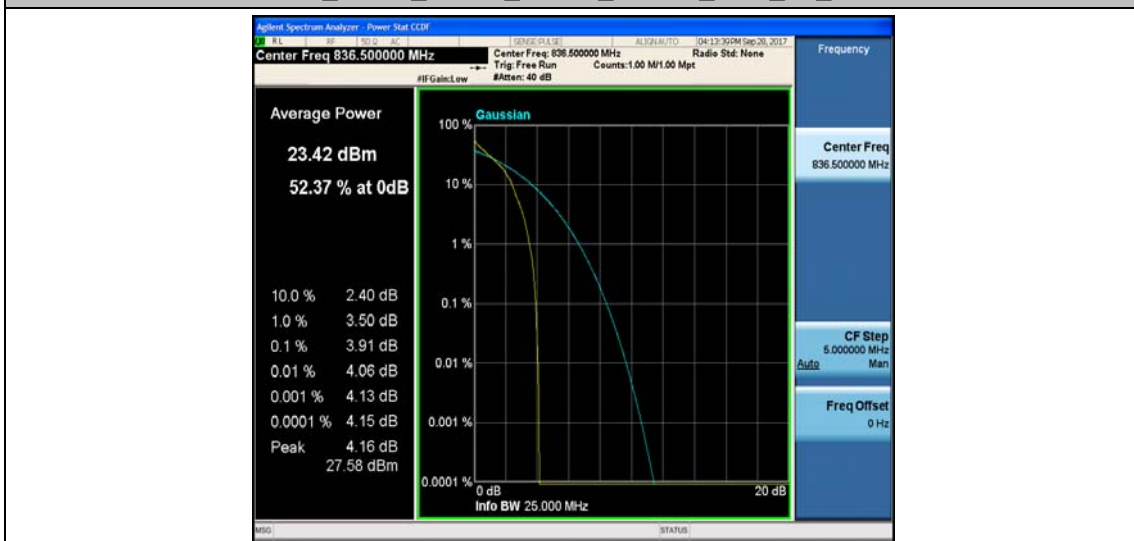 Agilent Spectrum Analyzer - Power Stat CCDF
RL RF 50 Ω AC SENSE:PULSE ALIGNAUTO 04:13:39 PM Sep 20, 2017
Center Freq 836.500000 MHz
Center Freq: 836.500000 MHz Radio Std: None
Trig: Free Run Counts:1.00 M/1.00 Mpt
#IFGain:Low #Atten: 40 dB
Frequency
Average Power
23.42 dBm
52.37 % at 0dB
10.0 % 2.40 dB
1.0 % 3.50 dB
0.1 % 3.91 dB
0.01 % 4.06 dB
0.001 % 4.13 dB
0.0001 % 4.15 dB
Peak 4.16 dB
27.58 dBm
Gaussian
100 %
10 %
1 %
0.1 %
0.01 %
0.001 %
0.0001 %
0 dB 20 dB
Info BW 25.000 MHz
Center Freq
836.500000 MHz
CF Step
5.000000 MHz
Auto Man
Freq Offset
0 Hz
MSG STATUS